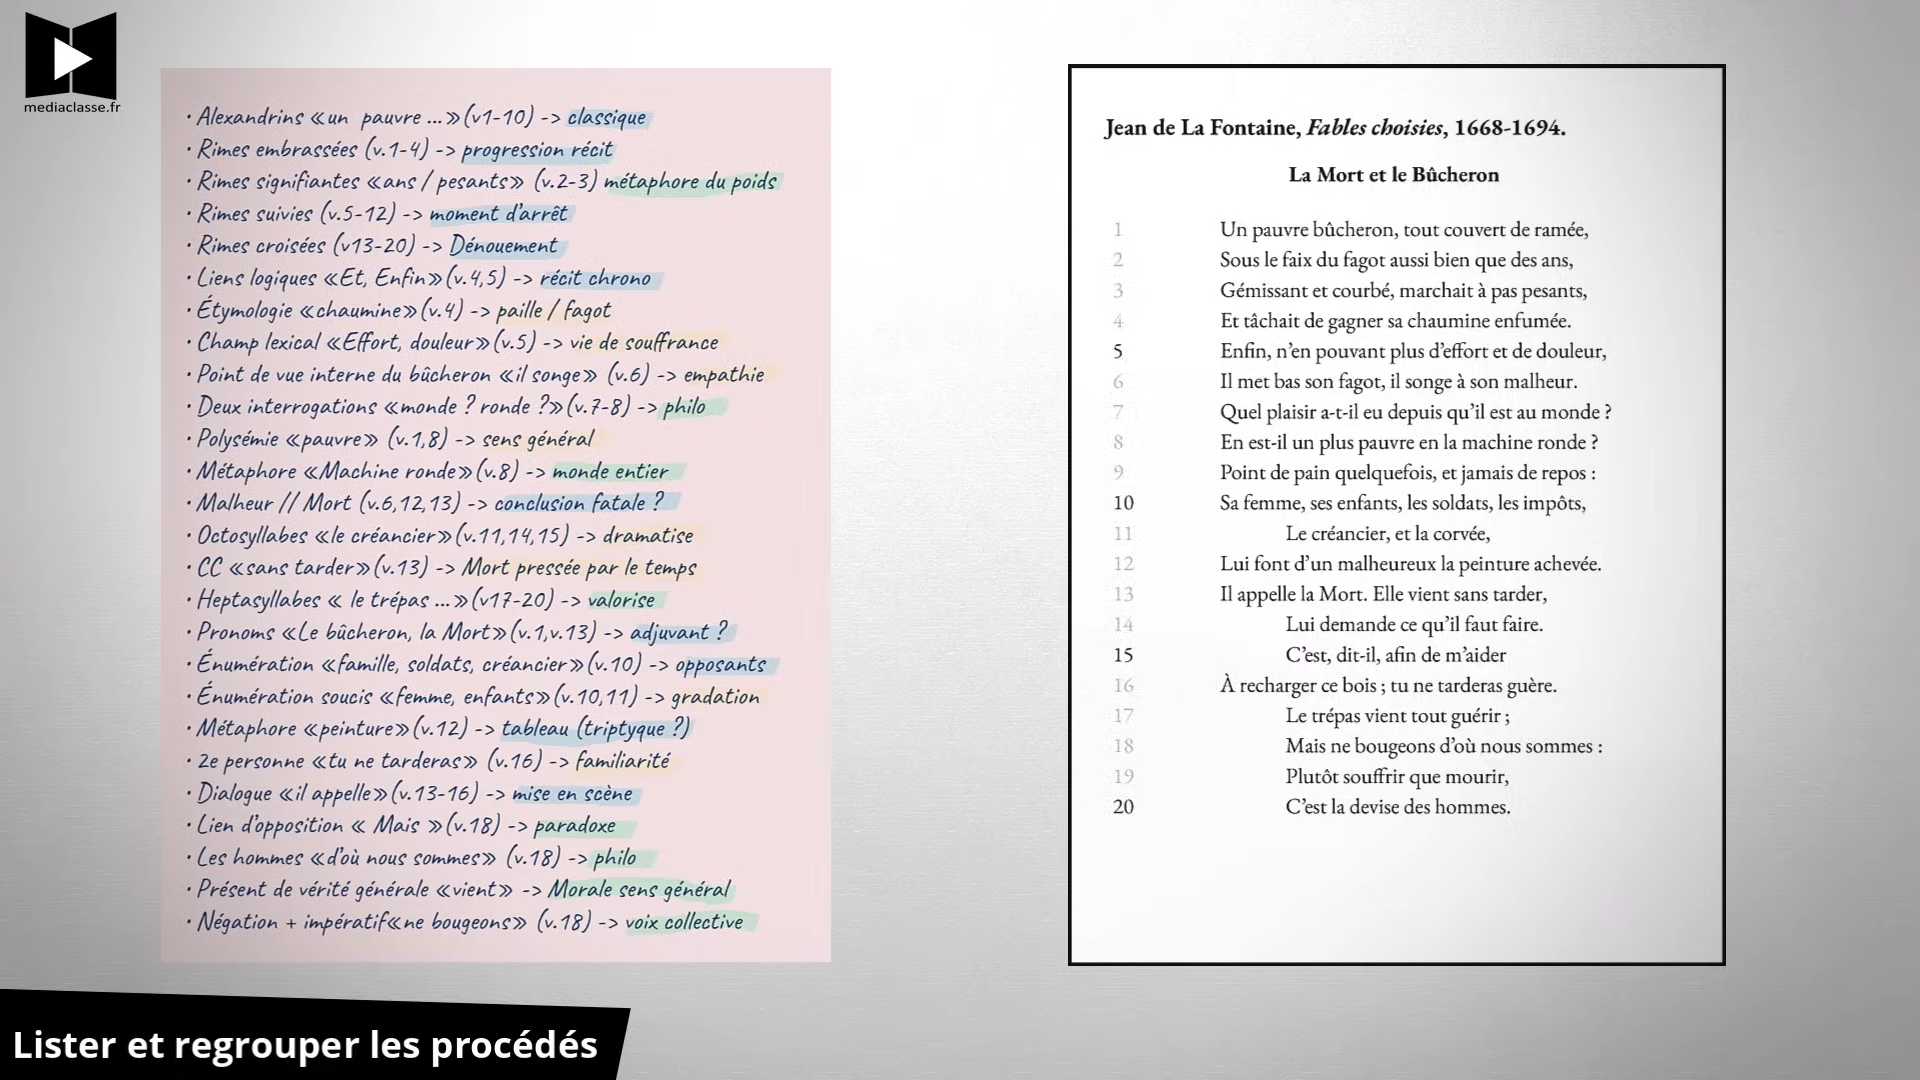 mediaclasse.fr
• Alexandrins «un pauvre ...»(v1-10) -> classique
• Rimes embrassées (v.1-4) -> progression récit
• Rimes signifiantes «ans / pesants» (v.2-3) métaphore du poids
• Rimes suivies (v.5-12) -> moment d'arrêt
• Rimes croisées (v13-20) -> Dénouement
• Liens logiques «Et, Enfin»(v.4,5) -> récit chrono
• Étymologie «chaumine»(v.4) -> paille / fagot
• Champ lexical «Effort, douleur»(v.5) -> vie de souffrance
• Point de vue interne du bûcheron «il songe» (v.6) -> empathie
• Deux interrogations «monde ? ronde ?»(v.7-8) -> philo
• Polysémie «pauvre» (v.1,8) -> sens général
• Métaphore «Machine ronde»(v.8) -> monde entier
• Malheur // Mort (v.6,12,13) -> conclusion fatale ?
• Octosyllabes «le créancier»(v.11,14,15) -> dramatise
• CC «sans tarder»(v.13) -> Mort pressée par le temps
• Heptasyllabes « le trépas ...»(v17-20) -> valorise
• Pronoms «Le bûcheron, la Mort»(v.1,v.13) -> adjuvant ?
• Énumération «famille, soldats, créancier»(v.10) -> opposants
• Énumération soucis «femme, enfants»(v.10,11) -> gradation
• Métaphore «peinture»(v.12) -> tableau (triptyque ?)
• 2e personne «tu ne tarderas» (v.16) -> familiarité
• Dialogue «il appelle»(v.13-16) -> mise en scène
• Lien d'opposition « Mais »(v.18) -> paradoxe
• Les hommes «d'où nous sommes» (v.18) -> philo
• Présent de vérité générale «vient» -> Morale sens général
• Négation + impératif«ne bougeons» (v.18) -> voix collective
Jean de La Fontaine, Fables choisies, 1668-1694.
La Mort et le Bûcheron
1 Un pauvre bûcheron, tout couvert de ramée,
2 Sous le faix du fagot aussi bien que des ans,
3 Gémissant et courbé, marchait à pas pesants,
4 Et tâchait de gagner sa chaumine enfumée.
5 Enfin, n'en pouvant plus d'effort et de douleur,
6 Il met bas son fagot, il songe à son malheur.
7 Quel plaisir a-t-il eu depuis qu'il est au monde ?
8 En est-il un plus pauvre en la machine ronde ?
9 Point de pain quelquefois, et jamais de repos :
10 Sa femme, ses enfants, les soldats, les impôts,
11 Le créancier, et la corvée,
12 Lui font d'un malheureux la peinture achevée.
13 Il appelle la Mort. Elle vient sans tarder,
14 Lui demande ce qu'il faut faire.
15 C'est, dit-il, afin de m'aider
16 À recharger ce bois ; tu ne tarderas guère.
17 Le trépas vient tout guérir ;
18 Mais ne bougeons d'où nous sommes :
19 Plutôt souffrir que mourir,
20 C'est la devise des hommes.
Lister et regrouper les procédés